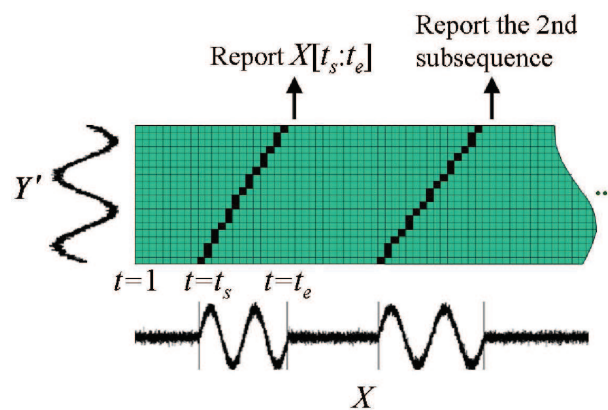 Report X[tₛ:tₑ]
Report the 2nd
subsequence
Y'
t=1 t=tₛ t=tₑ
X